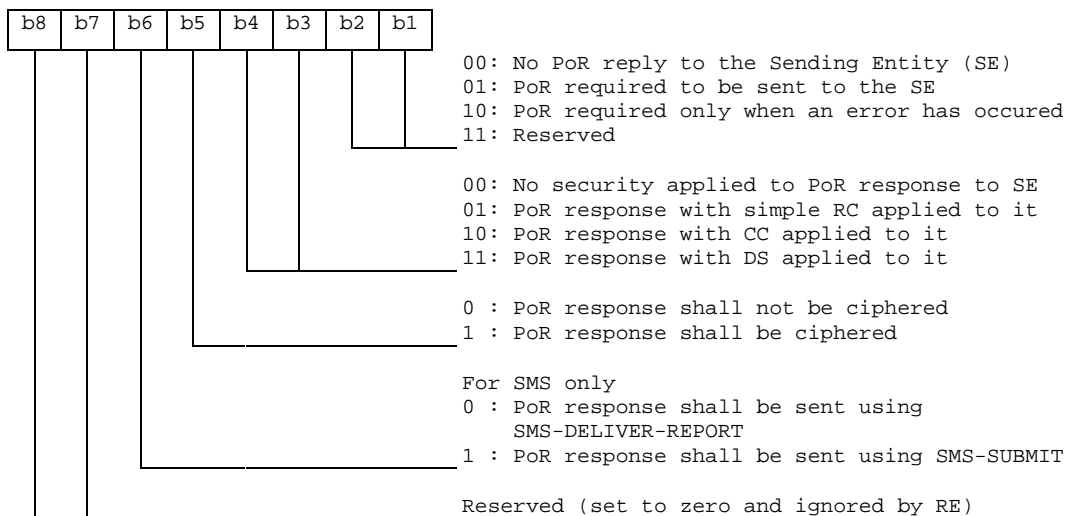 b8 b7 b6 b5 b4 b3 b2 b1
00: No PoR reply to the Sending Entity (SE)
01: PoR required to be sent to the SE
10: PoR required only when an error has occured
11: Reserved
00: No security applied to PoR response to SE
01: PoR response with simple RC applied to it
10: PoR response with CC applied to it
11: PoR response with DS applied to it
0 : PoR response shall not be ciphered
1 : PoR response shall be ciphered
For SMS only
0 : PoR response shall be sent using
SMS-DELIVER-REPORT
1 : PoR response shall be sent using SMS-SUBMIT
Reserved (set to zero and ignored by RE)